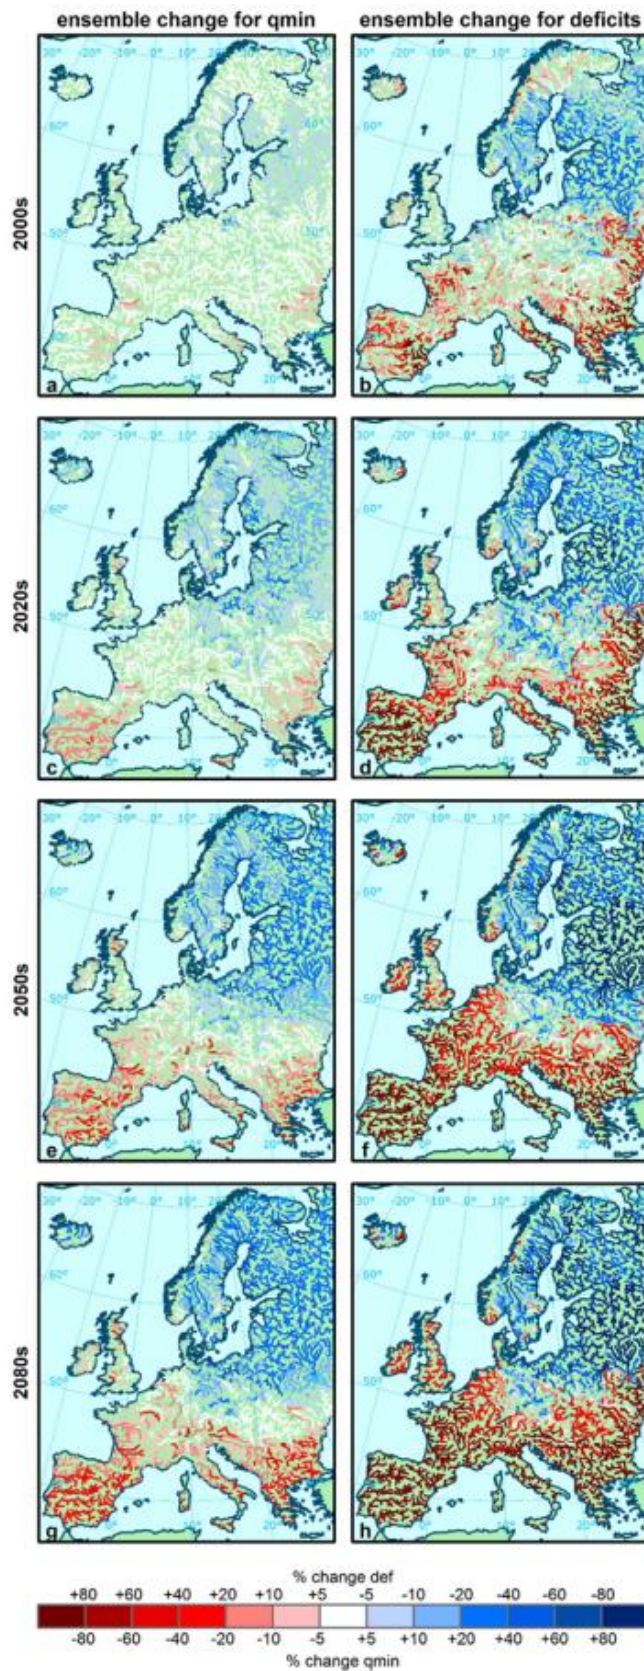 ensemble change for qmin
ensemble change for deficits
2000s
a
b
2020s
c
d
2050s
e
f
2080s
g
h
% change def
+80 +60 +40 +20 +10 +5 -5 -10 -20 -40 -60 -80
-80 -60 -40 -20 -10 -5 +5 +10 +20 +40 +60 +80
% change qmin